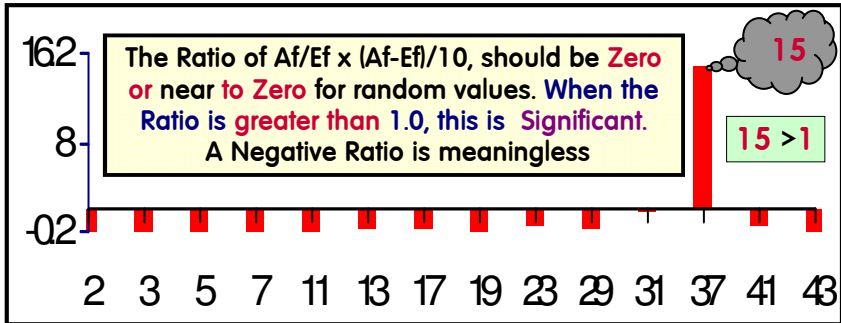 16.2
8
-0.2
The Ratio of Af/Ef x (Af-Ef)/10, should be Zero
or near to Zero for random values. When the
Ratio is greater than 1.0, this is Significant.
A Negative Ratio is meaningless
15
15 >1
2 3 5 7 11 13 17 19 23 29 31 37 41 43